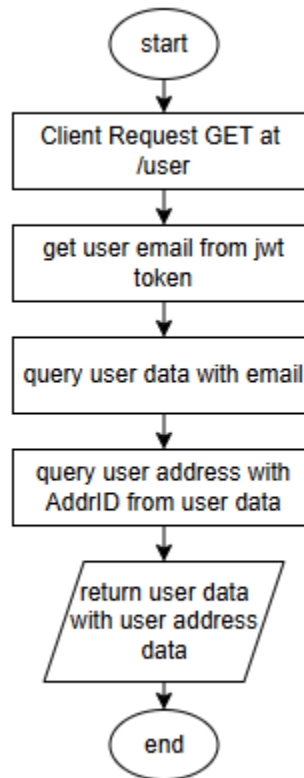 start
Client Request GET at
/user
get user email from jwt
token
query user data with email
query user address with
AddrID from user data
return user data
with user address
data
end